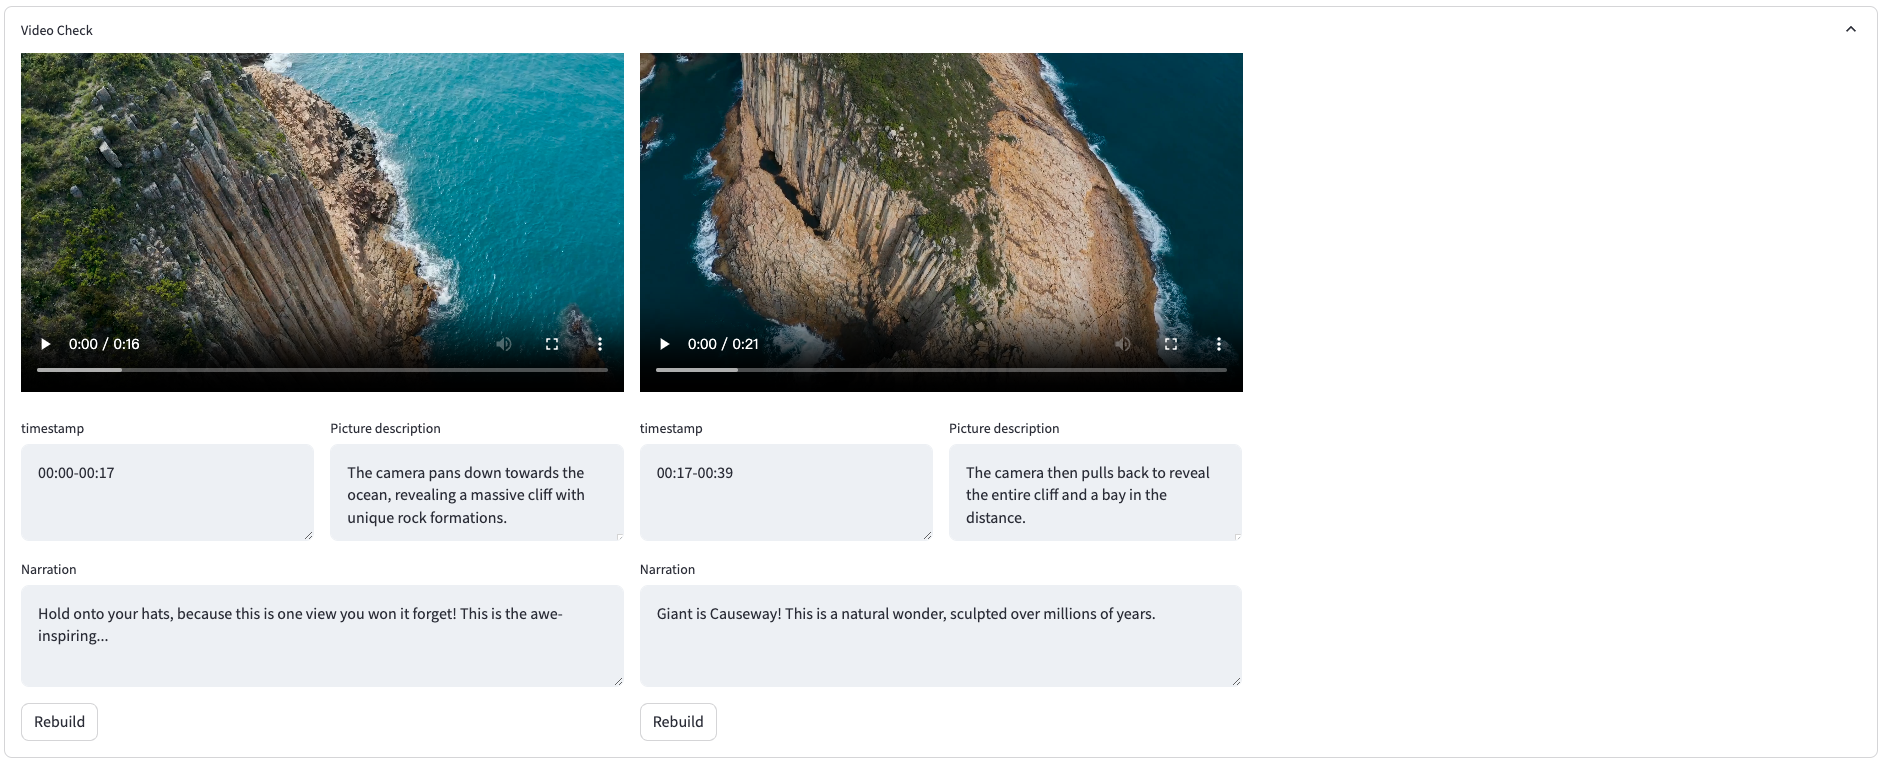 Video Check
0:00 / 0:16
0:00 / 0:21
timestamp
00:00-00:17
Picture description
The camera pans down towards the
ocean, revealing a massive cliff with
unique rock formations.
timestamp
00:17-00:39
Picture description
The camera then pulls back to reveal
the entire cliff and a bay in the
distance.
Narration
Hold onto your hats, because this is one view you won it forget! This is the awe-
inspiring...
Narration
Giant is Causeway! This is a natural wonder, sculpted over millions of years.
Rebuild
Rebuild